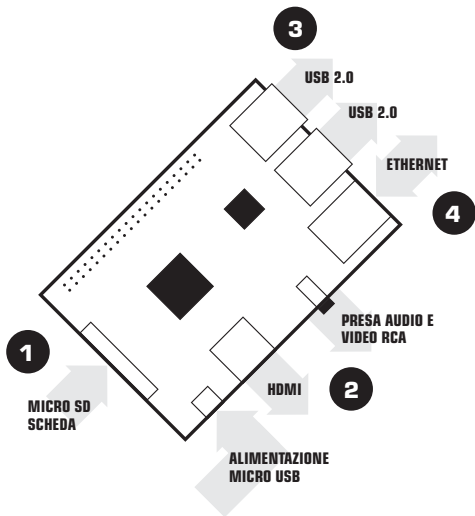 3
USB 2.0
USB 2.0
ETHERNET
4
PRESA AUDIO E
VIDEO RCA
1
HDMI
2
MICRO SD
SCHEDA
ALIMENTAZIONE
MICRO USB